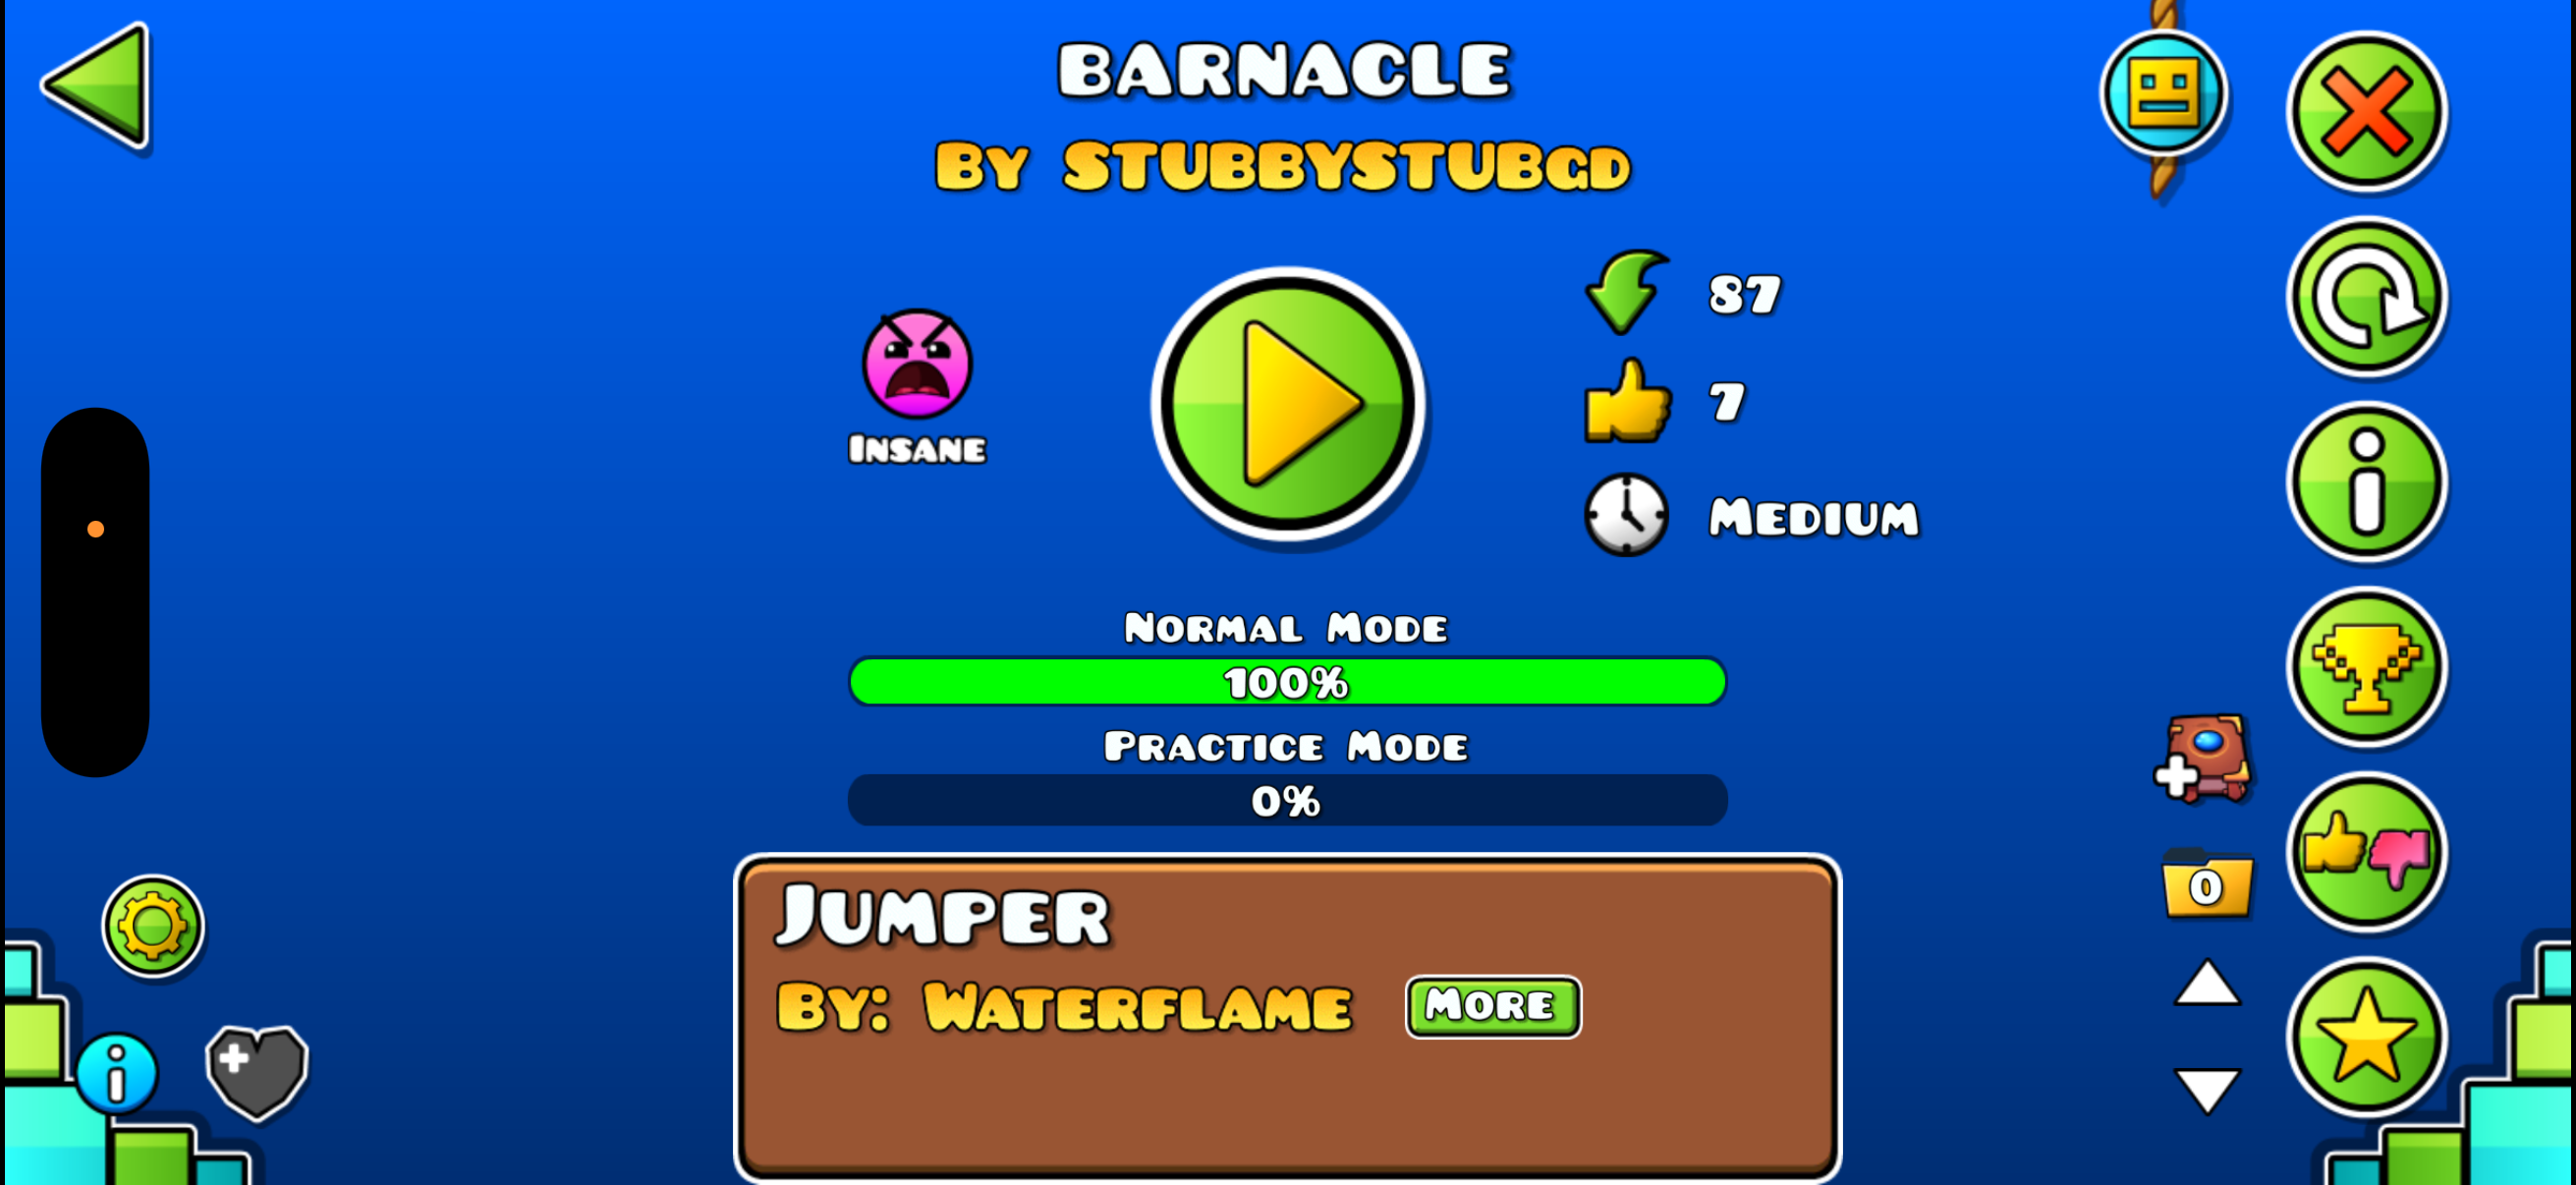 BARNACLE
By STUBBYSTUBGD
87
INSANE
7
MEDIUM
NORMAL MODE
100%
PRACTICE MODE
0%
0
JUMPER
BY: WATERFLAME
MORE